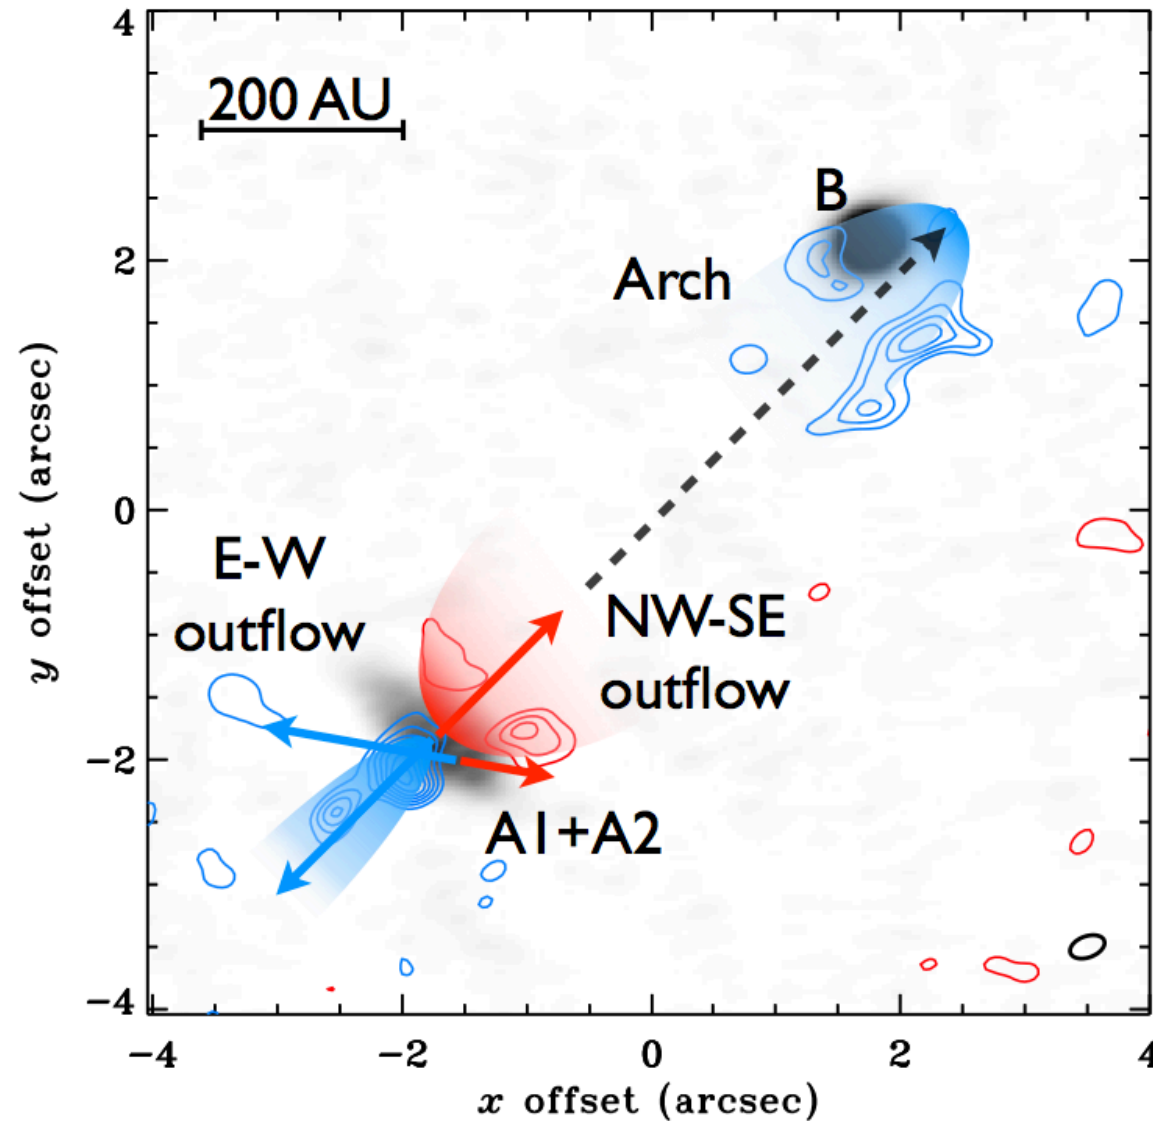 4
200 AU
B
2
Arch
y offset (arcsec)
0
E-W
outflow
NW-SE
outflow
−2
A1+A2
−4
−4
−2
0
2
4
x offset (arcsec)